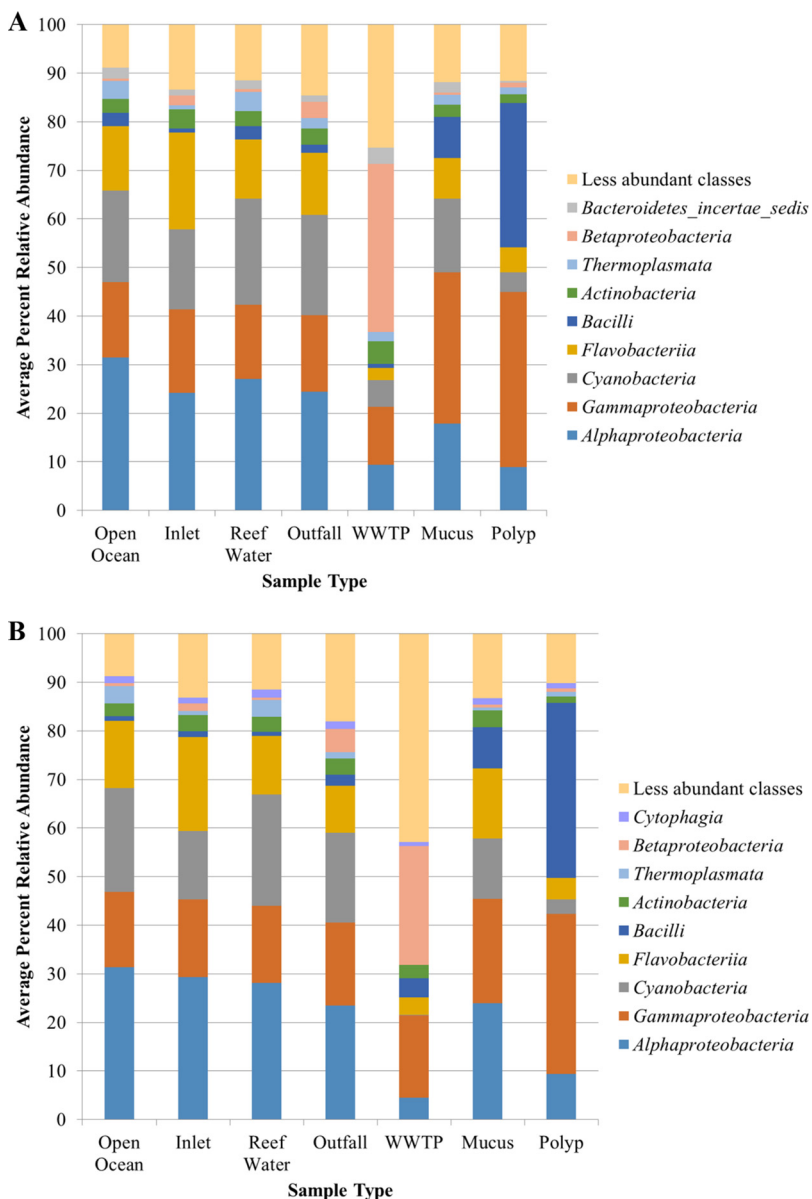 A
100
90
80
70
60
50
40
30
20
10
0
Average Percent Relative Abundance
Open Ocean
Inlet
Reef Water
Outfall
WWTP
Mucus
Polyp
Sample Type
Less abundant classes
Bacteroidetes_incertae_sedis
Betaproteobacteria
Thermoplasmata
Actinobacteria
Bacilli
Flavobacteriia
Cyanobacteria
Gammaproteobacteria
Alphaproteobacteria
B
100
90
80
70
60
50
40
30
20
10
0
Average Percent Relative Abundance
Open Ocean
Inlet
Reef Water
Outfall
WWTP
Mucus
Polyp
Sample Type
Less abundant classes
Cytophagia
Betaproteobacteria
Thermoplasmata
Actinobacteria
Bacilli
Flavobacteriia
Cyanobacteria
Gammaproteobacteria
Alphaproteobacteria